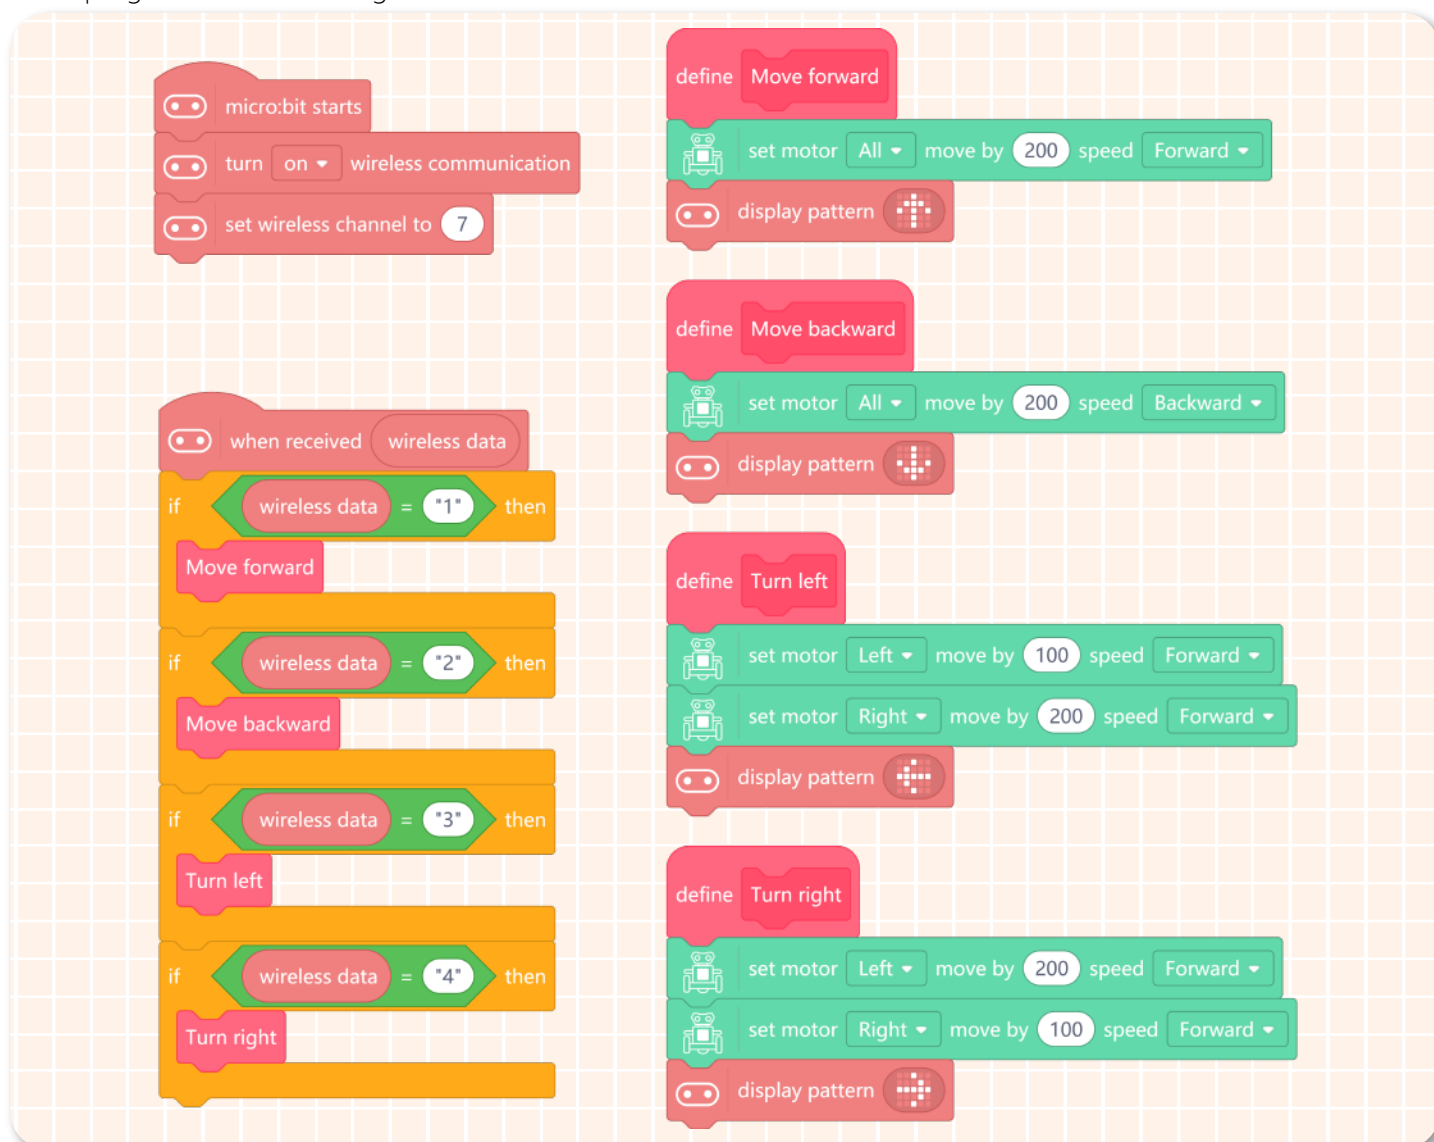 micro:bit starts
turn on wireless communication
set wireless channel to 7
when received wireless data
if wireless data = "1" then
Move forward
if wireless data = "2" then
Move backward
if wireless data = "3" then
Turn left
if wireless data = "4" then
Turn right
define Move forward
set motor All move by 200 speed Forward
display pattern
define Move backward
set motor All move by 200 speed Backward
display pattern
define Turn left
set motor Left move by 100 speed Forward
set motor Right move by 200 speed Forward
display pattern
define Turn right
set motor Left move by 200 speed Forward
set motor Right move by 100 speed Forward
display pattern